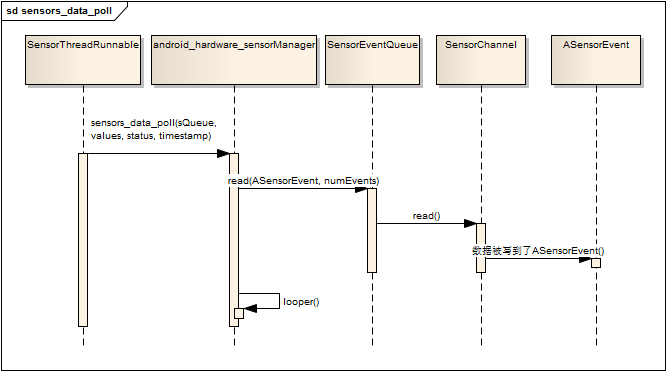 sd sensors_data_poll
SensorThreadRunnable
android_hardware_sensorManager
SensorEventQueue
SensorChannel
ASensorEvent
sensors_data_poll(sQueue,
values, status, timestamp)
read(ASensorEvent, numEvents)
read()
数据被写到了ASensorEvent()
looper()